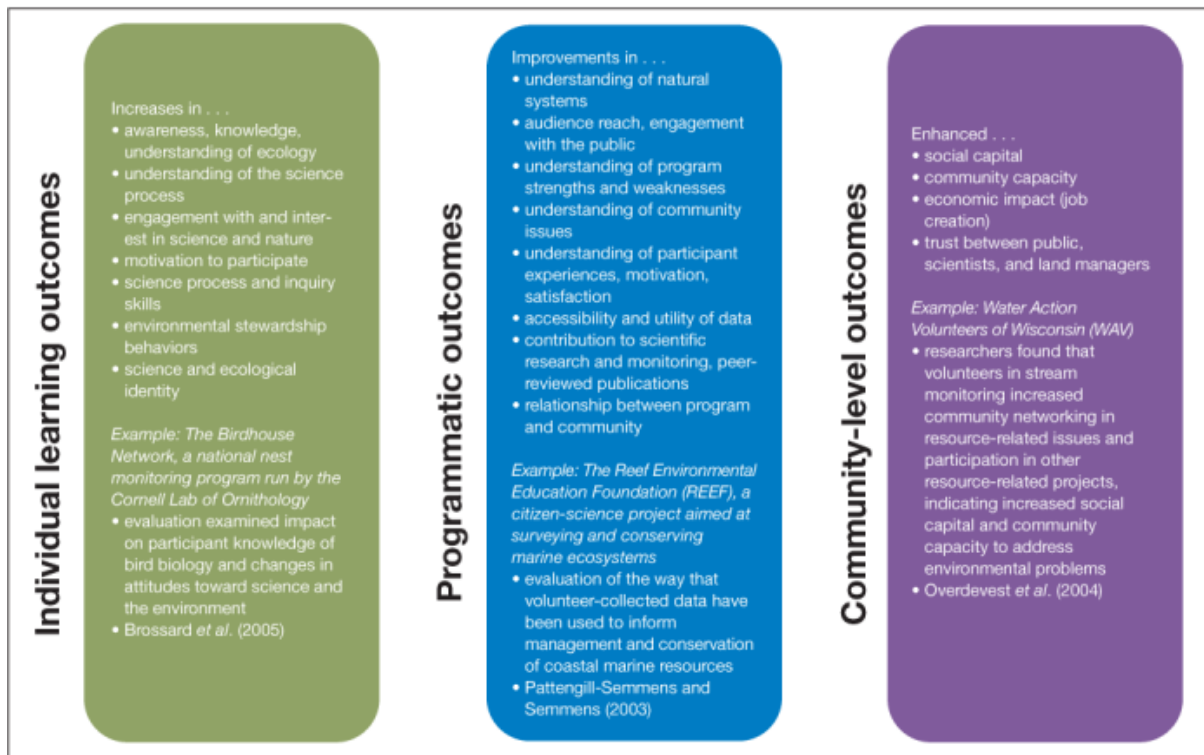 Individual learning outcomes
Increases in . . .
• awareness, knowledge,
understanding of ecology
• understanding of the science
process
• engagement with and inter-
est in science and nature
• motivation to participate
• science process and inquiry
skills
• environmental stewardship
behaviors
• science and ecological
identity
Example: The Birdhouse
Network, a national nest
monitoring program run by the
Cornell Lab of Ornithology
• evaluation examined impact
on participant knowledge of
bird biology and changes in
attitudes toward science and
the environment
• Brossard et al. (2005)
Programmatic outcomes
Improvements in . . .
• understanding of natural
systems
• audience reach, engagement
with the public
• understanding of program
strengths and weaknesses
• understanding of community
issues
• understanding of participant
experiences, motivation,
satisfaction
• accessibility and utility of data
• contribution to scientific
research and monitoring, peer-
reviewed publications
• relationship between program
and community
Example: The Reef Environmental
Education Foundation (REEF), a
citizen-science project aimed at
surveying and conserving
marine ecosystems
• evaluation of the way that
volunteer-collected data have
been used to inform
management and conservation
of coastal marine resources
• Pattengill-Semmens and
Semmens (2003)
Community-level outcomes
Enhanced . . .
• social capital
• community capacity
• economic impact (job
creation)
• trust between public,
scientists, and land managers
Example: Water Action
Volunteers of Wisconsin (WAV)
• researchers found that
volunteers in stream
monitoring increased
community networking in
resource-related issues and
participation in other
resource-related projects,
indicating increased social
capital and community
capacity to address
environmental problems
• Overdevest et al. (2004)